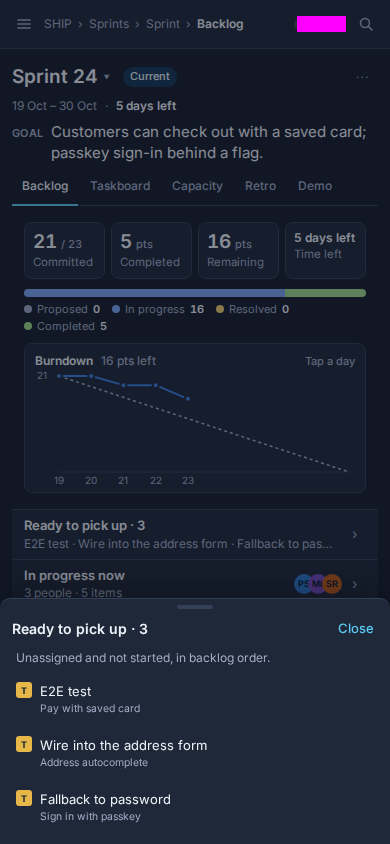 SHIP › Sprints › Sprint › Backlog
Sprint 24 ▾ Current ...
19 Oct – 30 Oct · 5 days left
GOAL Customers can check out with a saved card;
passkey sign-in behind a flag.
Backlog Taskboard Capacity Retro Demo
21 / 23 5 pts 16 pts 5 days left
Committed Completed Remaining Time left
Proposed 0 In progress 16 Resolved 0
Completed 5
Burndown 16 pts left Tap a day
21
19 20 21 22 23
Ready to pick up · 3
E2E test · Wire into the address form · Fallback to pas...
In progress now PS ML SR
3 people · 5 items
Ready to pick up · 3 Close
Unassigned and not started, in backlog order.
T E2E test
Pay with saved card
T Wire into the address form
Address autocomplete
T Fallback to password
Sign in with passkey